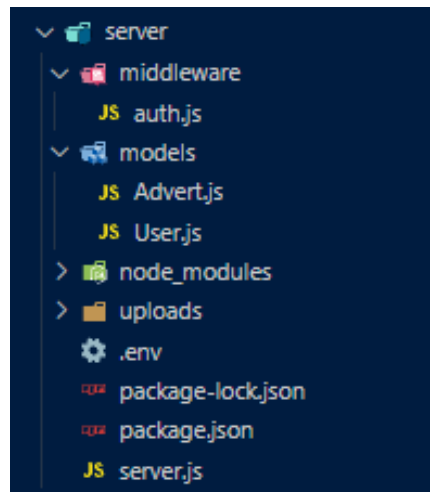 server
middleware
JS auth.js
models
JS Advert.js
JS User.js
node_modules
uploads
.env
package-lock.json
package.json
JS server.js